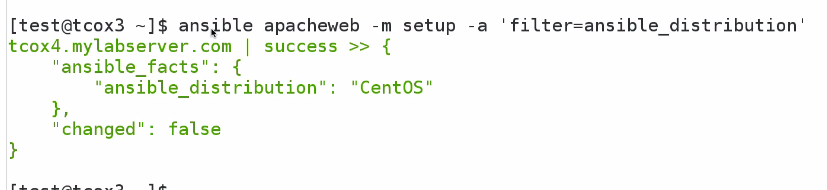 [test@tcox3 ~]$ ansible apacheweb -m setup -a 'filter=ansible_distribution'
tcox4.mylabserver.com | success >> {
    "ansible_facts": {
        "ansible_distribution": "CentOS"
    },
    "changed": false
}
[test@tcox3 ~]$